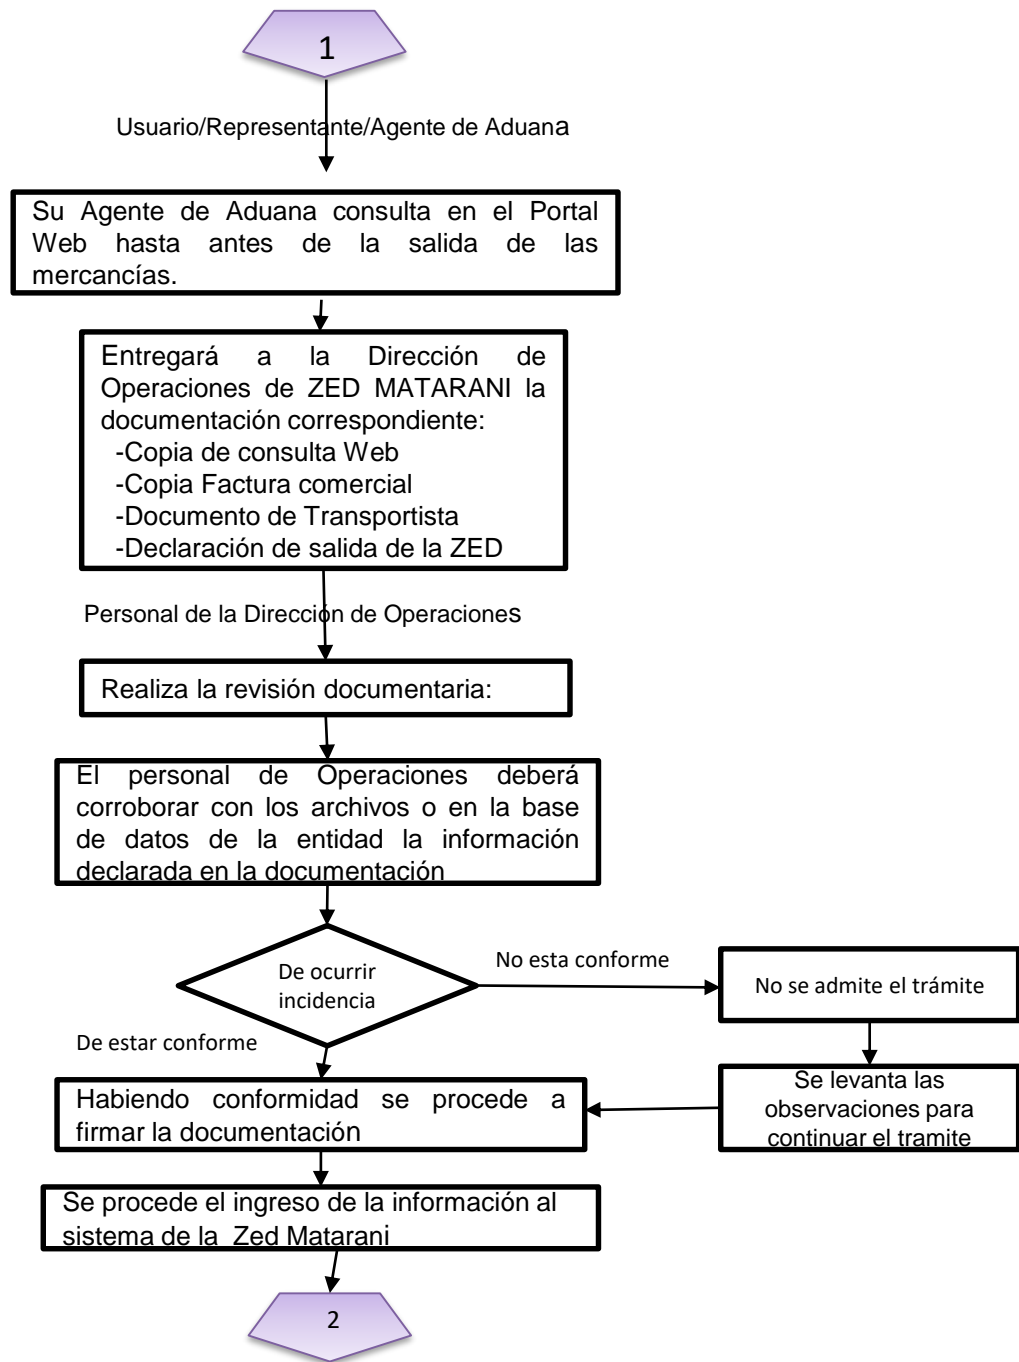 1
Usuario/Representante/Agente de Aduana
Su Agente de Aduana consulta en el Portal
Web hasta antes de la salida de las
mercancías.
Entregará a la Dirección de
Operaciones de ZED MATARANI la
documentación correspondiente:
-Copia de consulta Web
-Copia Factura comercial
-Documento de Transportista
-Declaración de salida de la ZED
Personal de la Dirección de Operaciones
Realiza la revisión documentaria:
El personal de Operaciones deberá
corroborar con los archivos o en la base
de datos de la entidad la información
declarada en la documentación
De ocurrir
incidencia
No esta conforme
No se admite el trámite
De estar conforme
Se levanta las
observaciones para
continuar el tramite
Habiendo conformidad se procede a
firmar la documentación
Se procede el ingreso de la información al
sistema de la Zed Matarani
2